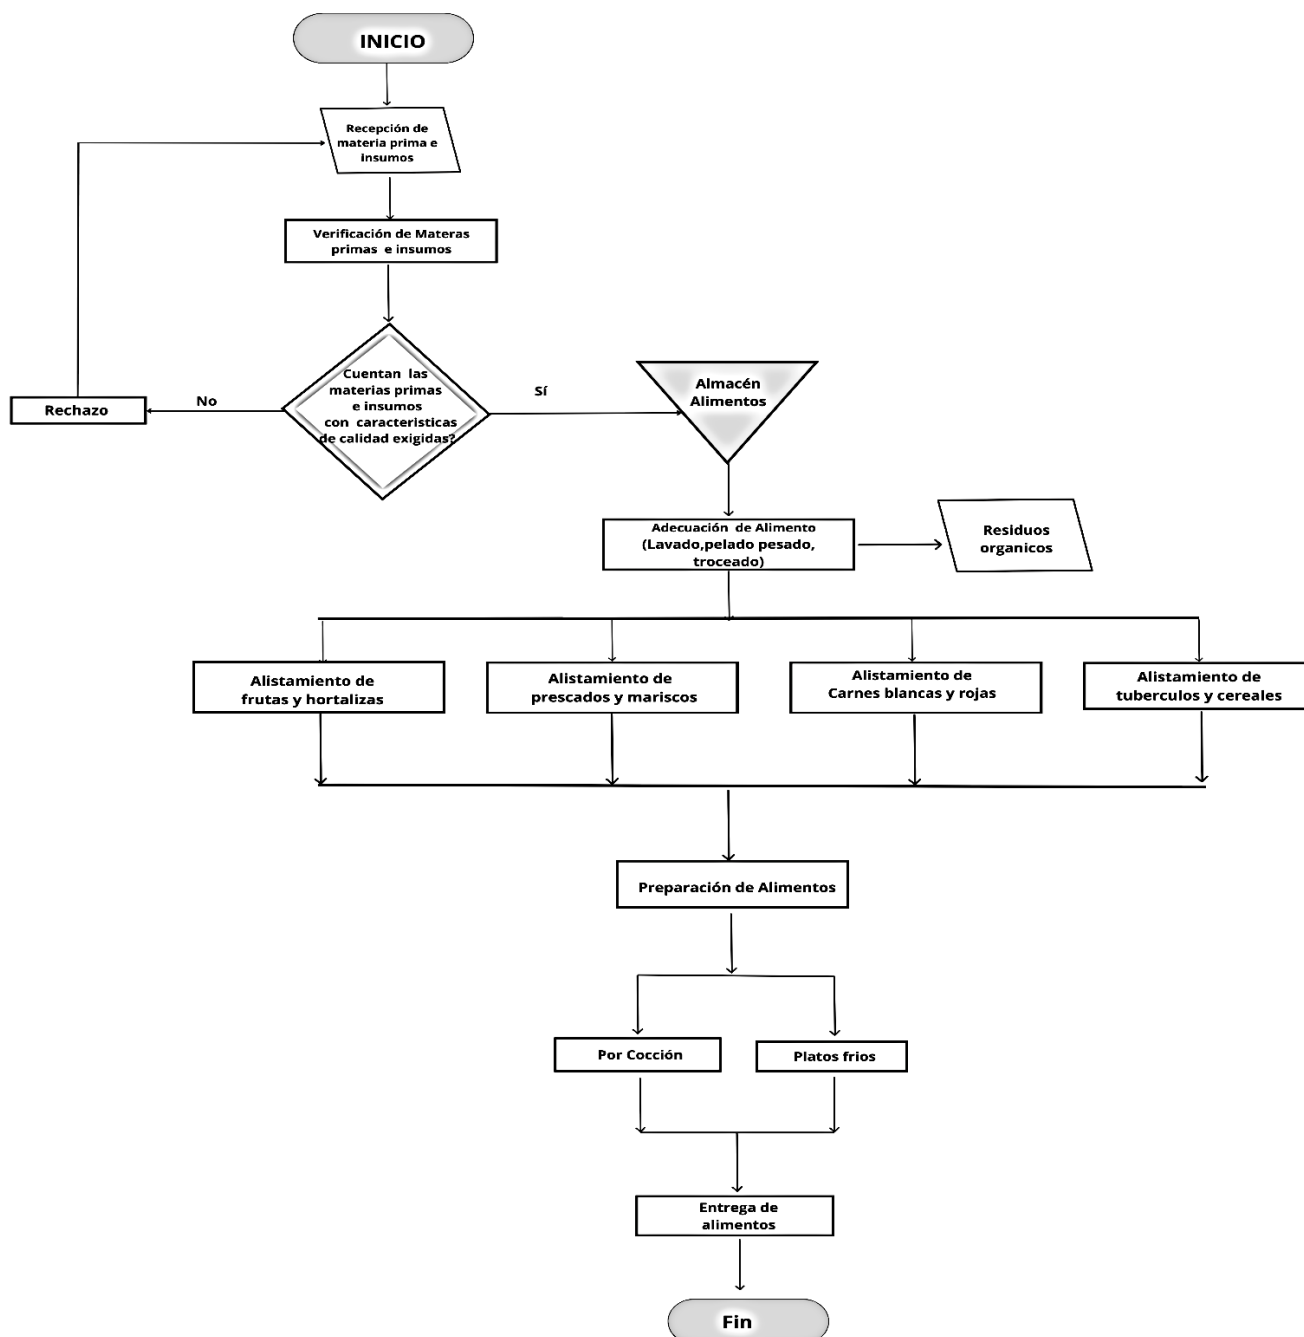 INICIO
Recepción de
materia prima e
insumos
Verificación de Materas
primas e insumos
Cuentan las
materias primas
e insumos
con caracteristicas
de calidad exigidas?
No
Rechazo
Sí
Almacén
Alimentos
Adecuación de Alimento
(Lavado,pelado pesado,
troceado)
Residuos
organicos
Alistamiento de
frutas y hortalizas
Alistamiento de
prescados y mariscos
Alistamiento de
Carnes blancas y rojas
Alistamiento de
tuberculos y cereales
Preparación de Alimentos
Por Cocción
Platos frios
Entrega de
alimentos
Fin